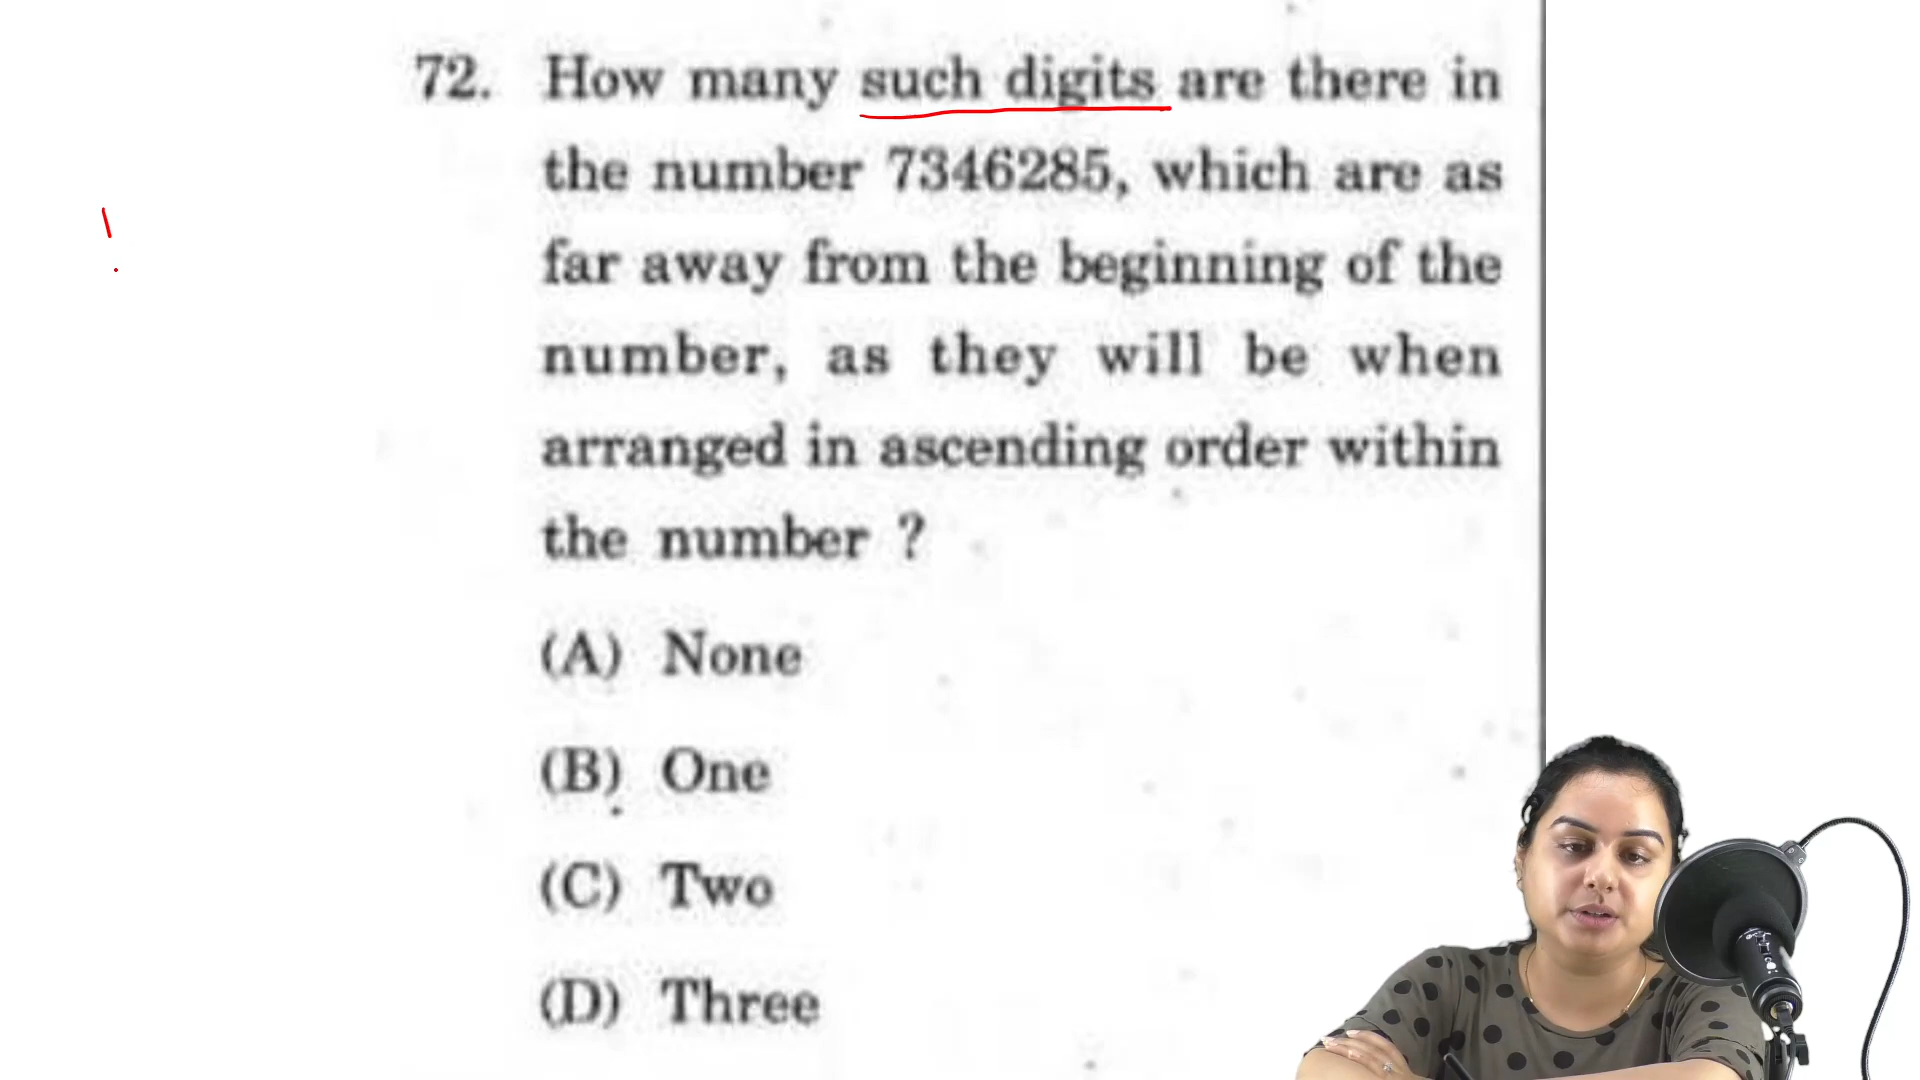 72. How many such digits are there in
the number 7346285, which are as
far away from the beginning of the
number, as they will be when
arranged in ascending order within
the number ?
(A) None
(B) One
(C) Two
(D) Three